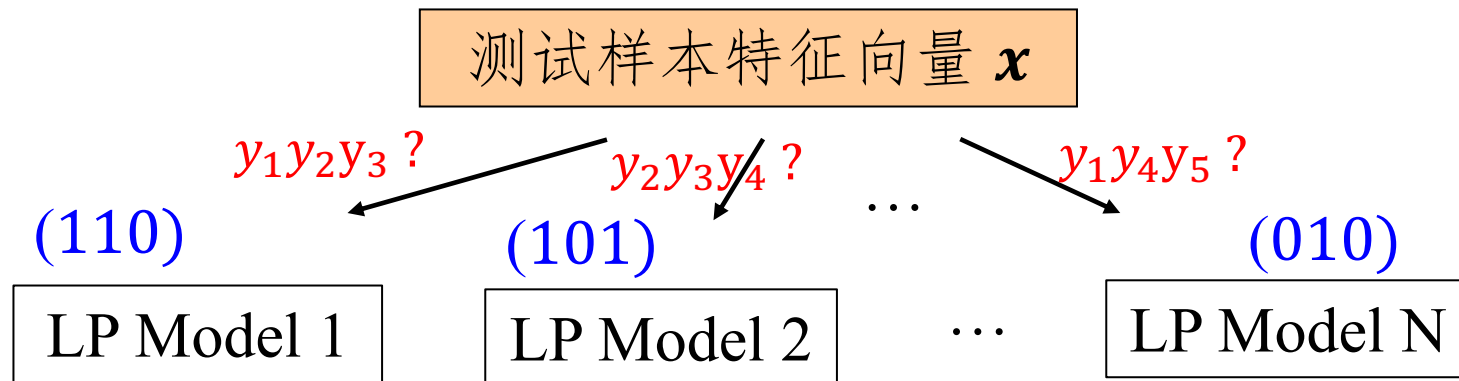 测试样本特征向量 x
y₁y₂y₃ ? y₂y₃y₄ ? y₁y₄y₅ ?
…
(110) (101) (010)
LP Model 1 LP Model 2 … LP Model N